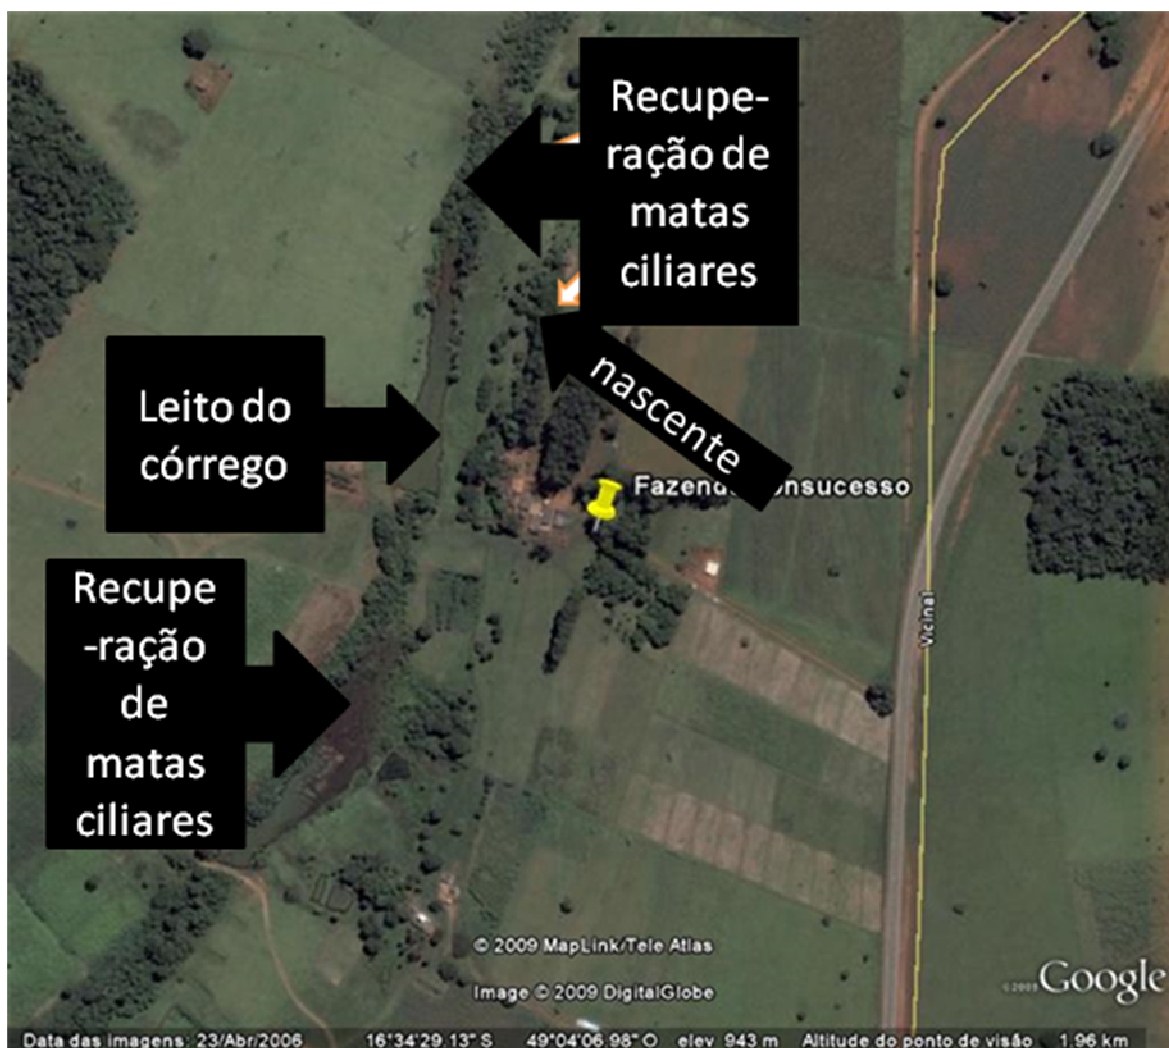 Recupe-
ração de
matas
ciliares
nascente
Leito do
córrego
Fazenda onsucesso
Recupe
-ração
de
matas
ciliares
Vicinal
© 2009 MapLink/Tele Atlas
Image © 2009 DigitalGlobe
©2009 Google
Data das imagens: 23/Abr/2006 16°34'29.13" S 49°04'06.98" O elev 943 m Altitude do ponto de visão 1.96 km